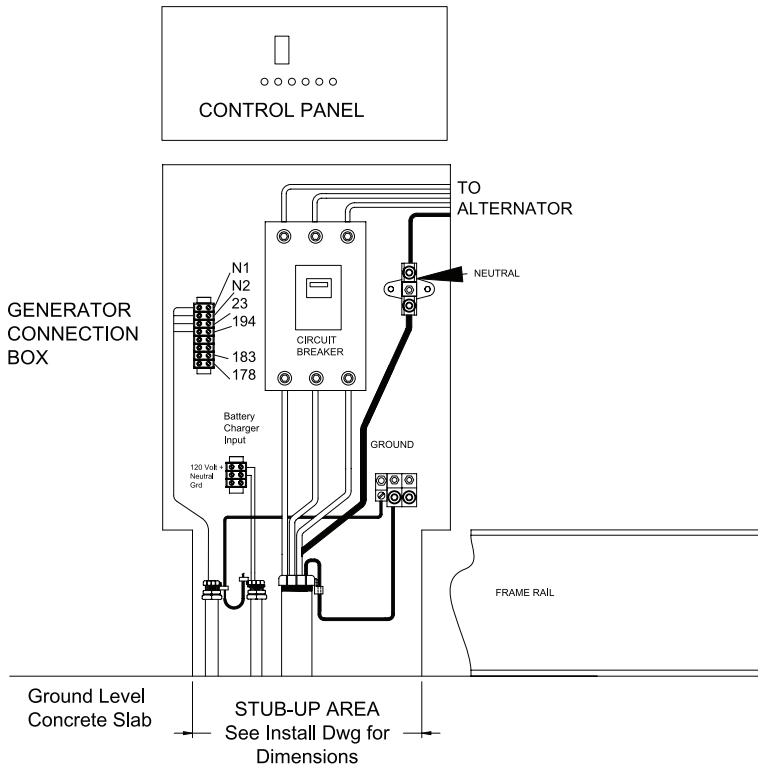 CONTROL PANEL
TO
ALTERNATOR
NEUTRAL
N1
N2
23
194
183
178
GENERATOR
CONNECTION
BOX
CIRCUIT
BREAKER
Battery
Charger
Input
120 Volt +
Neutral
Grd
GROUND
FRAME RAIL
Ground Level
Concrete Slab
STUB-UP AREA
See Install Dwg for
Dimensions